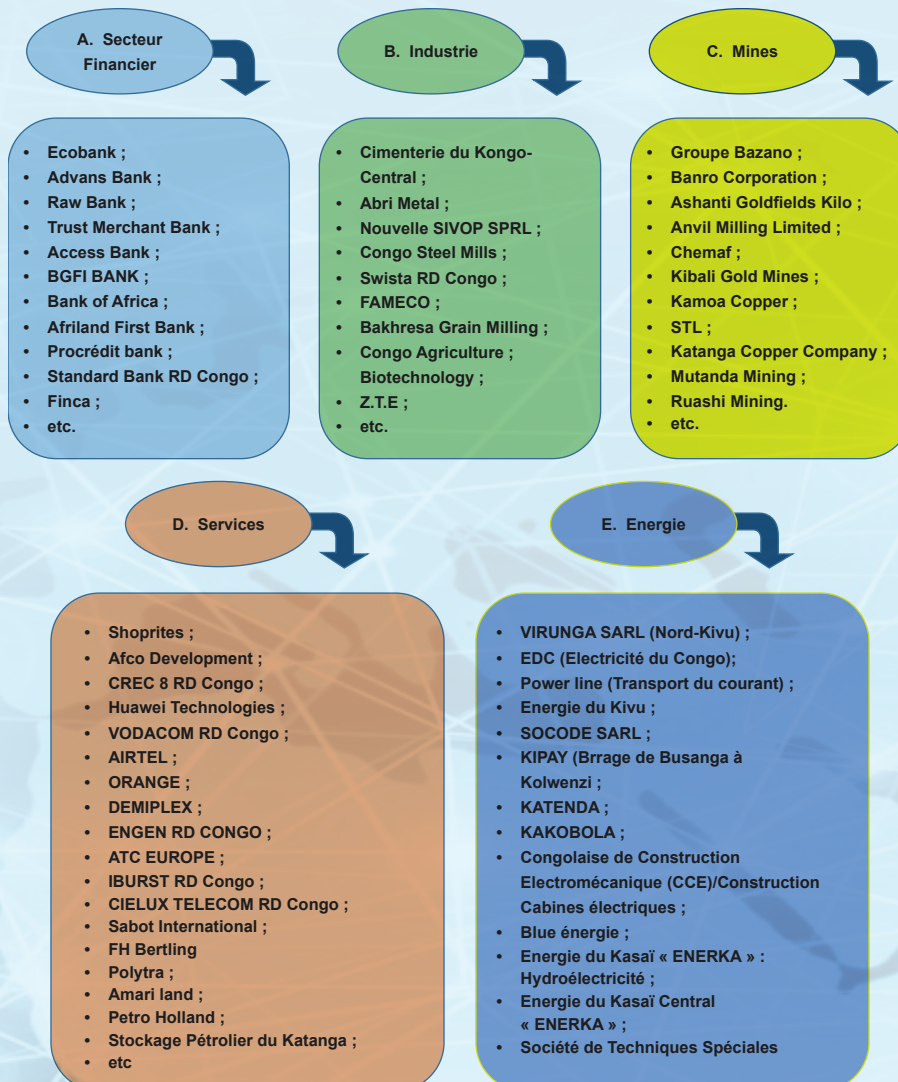 A. Secteur
Financier
• Ecobank ;
• Advans Bank ;
• Raw Bank ;
• Trust Merchant Bank ;
• Access Bank ;
• BGFI BANK ;
• Bank of Africa ;
• Afriland First Bank ;
• Procrédit bank ;
• Standard Bank RD Congo ;
• Finca ;
• etc.
B. Industrie
• Cimenterie du Kongo-
Central ;
• Abri Metal ;
• Nouvelle SIVOP SPRL ;
• Congo Steel Mills ;
• Swista RD Congo ;
• FAMECO ;
• Bakhresa Grain Milling ;
• Congo Agriculture ;
Biotechnology ;
• Z.T.E ;
• etc.
C. Mines
• Groupe Bazano ;
• Banro Corporation ;
• Ashanti Goldfields Kilo ;
• Anvil Milling Limited ;
• Chemaf ;
• Kibali Gold Mines ;
• Kamoa Copper ;
• STL ;
• Katanga Copper Company ;
• Mutanda Mining ;
• Ruashi Mining.
• etc.
D. Services
• Shoprites ;
• Afco Development ;
• CREC 8 RD Congo ;
• Huawei Technologies ;
• VODACOM RD Congo ;
• AIRTEL ;
• ORANGE ;
• DEMIPLEX ;
• ENGEN RD CONGO ;
• ATC EUROPE ;
• IBURST RD Congo ;
• CIELUX TELECOM RD Congo ;
• Sabot International ;
• FH Bertling
• Polytra ;
• Amari land ;
• Petro Holland ;
• Stockage Pétrolier du Katanga ;
• etc
E. Energie
• VIRUNGA SARL (Nord-Kivu) ;
• EDC (Electricité du Congo);
• Power line (Transport du courant) ;
• Energie du Kivu ;
• SOCODE SARL ;
• KIPAY (Brrage de Busanga à
Kolwenzi ;
• KATENDA ;
• KAKOBOLA ;
• Congolaise de Construction
Electromécanique (CCE)/Construction
Cabines électriques ;
• Blue énergie ;
• Energie du Kasaï « ENERKA » :
Hydroélectricité ;
• Energie du Kasaï Central
« ENERKA » ;
• Société de Techniques Spéciales